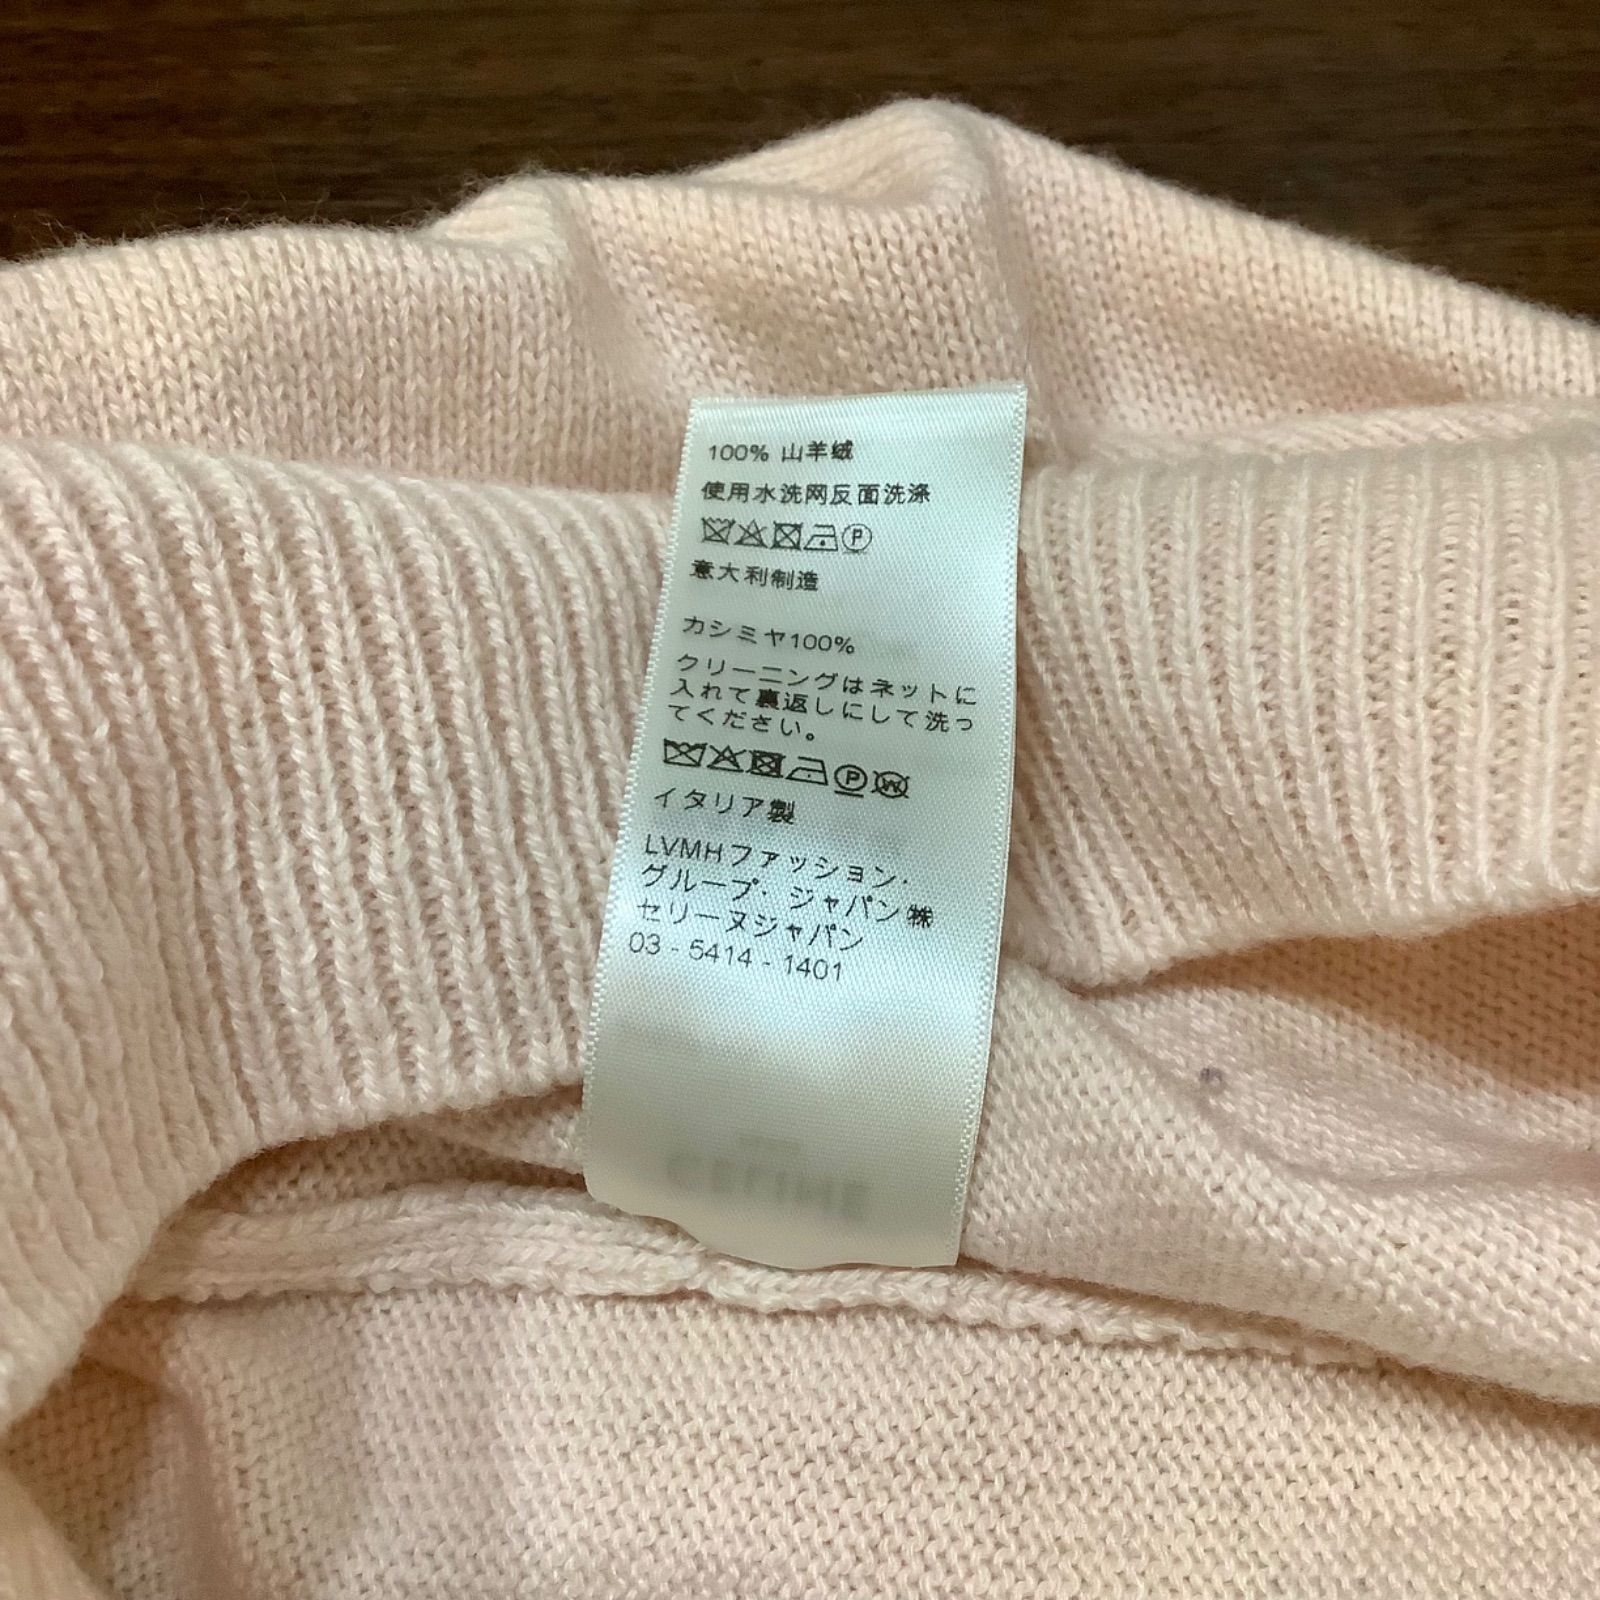 100% 山羊绒
使用水洗网反面洗涤
P
意大利制造
カシミヤ100%
クリーニングはネットに
入れて裏返しにして洗っ
てください。
P W
イタリア製
LVMHファッション・
グループ・ジャパン㈱
セリーヌジャパン
03 - 5414 - 1401